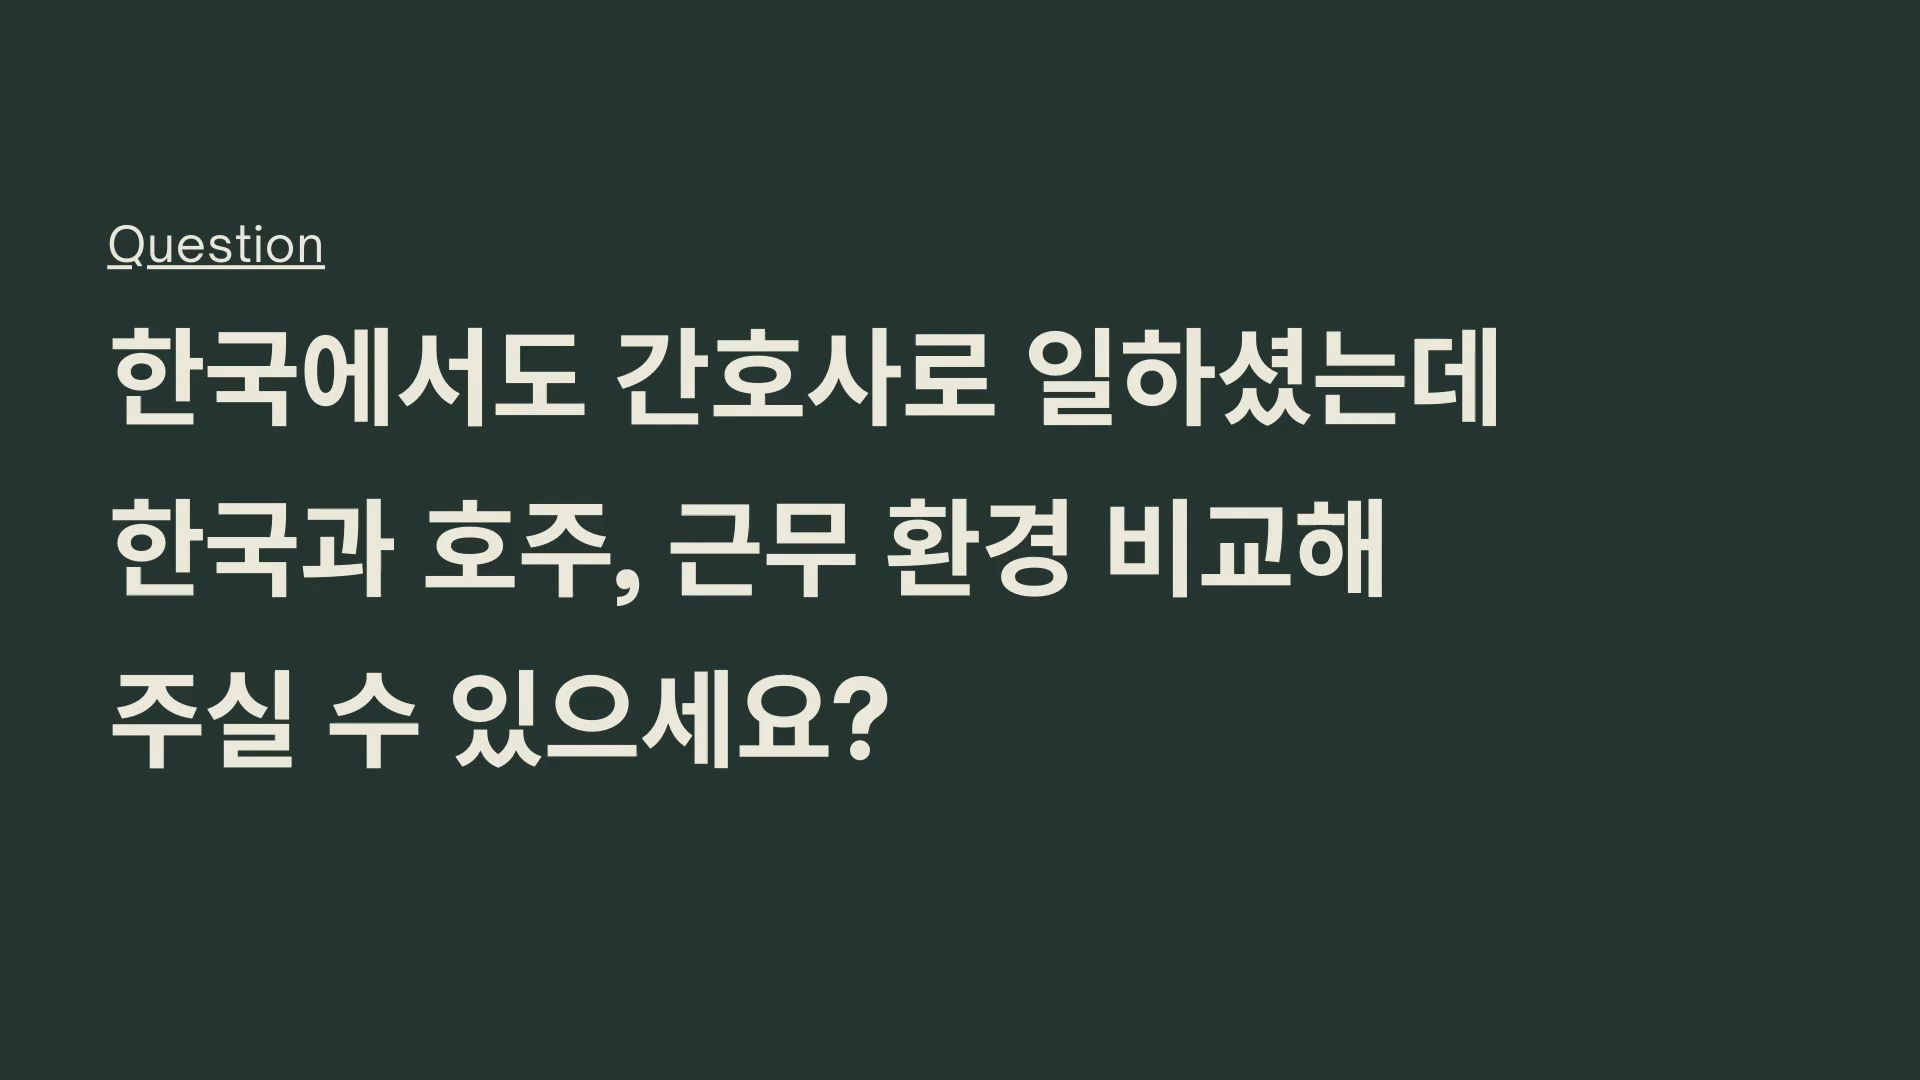 Question
한국에서도 간호사로 일하셨는데
한국과 호주, 근무 환경 비교해
주실 수 있으세요?